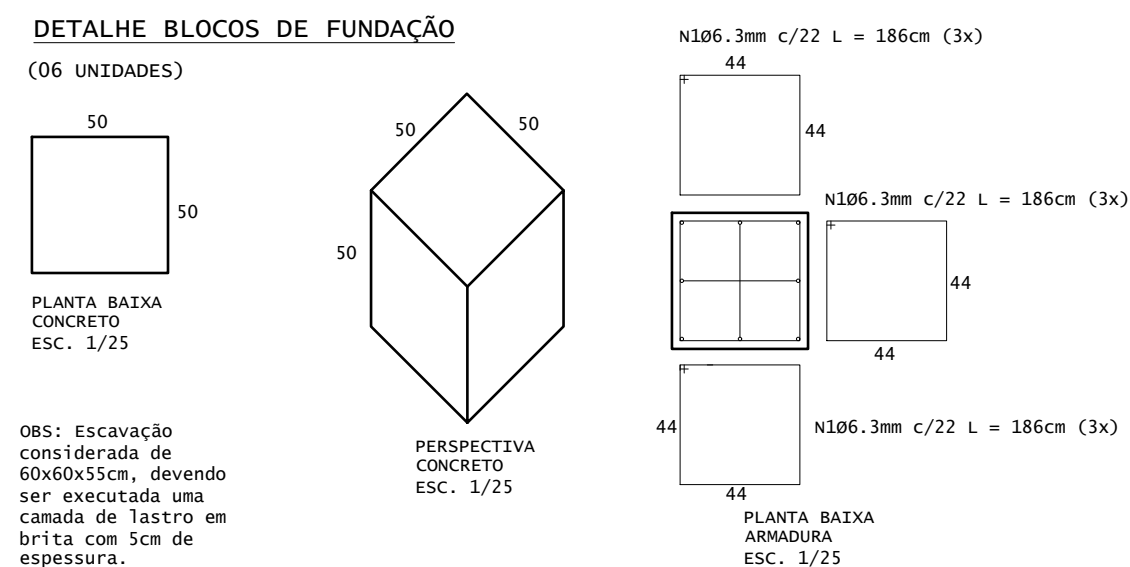 DETALHE BLOCOS DE FUNDAÇÃO
(06 UNIDADES)
50
50
PLANTA BAIXA
CONCRETO
ESC. 1/25
OBS: Escavação
considerada de
60x60x55cm, devendo
ser executada uma
camada de lastro em
brita com 5cm de
espessura.
50
50
50
PERSPECTIVA
CONCRETO
ESC. 1/25
N1Ø6.3mm c/22 L = 186cm (3x)
44
44
N1Ø6.3mm c/22 L = 186cm (3x)
44
44
44
N1Ø6.3mm c/22 L = 186cm (3x)
44
PLANTA BAIXA
ARMADURA
ESC. 1/25